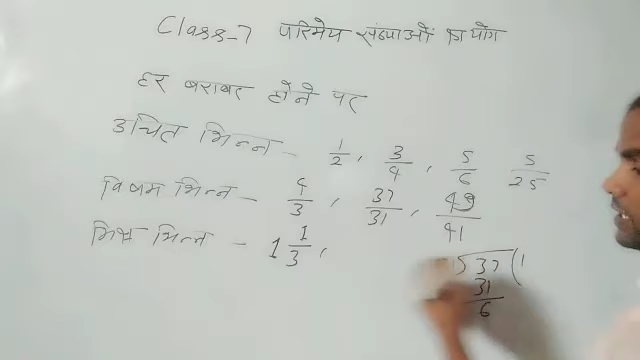 Class-7 परिमेय संख्याओं का योग
हर बराबर होने पर
उचित भिन्न - 1/2, 3/4, 5/6 5/25
विषम भिन्न - 4/3, 37/31, 49/41
मिश्र भिन्न - 1 1/3,
) 37 ( 1
31
6